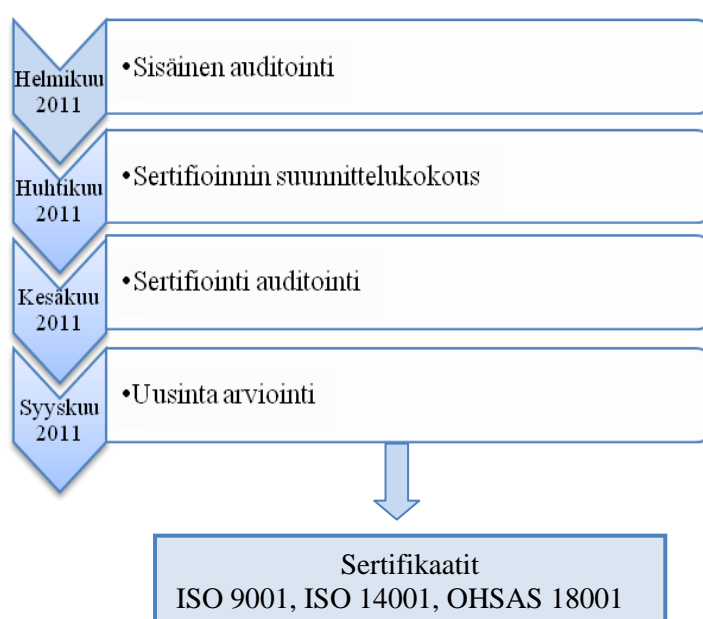 Helmikuu
2011
•Sisäinen auditointi
Huhtikuu
2011
•Sertifioinnin suunnittelukokous
Kesäkuu
2011
•Sertifiointi auditointi
Syyskuu
2011
•Uusinta arviointi
Sertifikaatit
ISO 9001, ISO 14001, OHSAS 18001